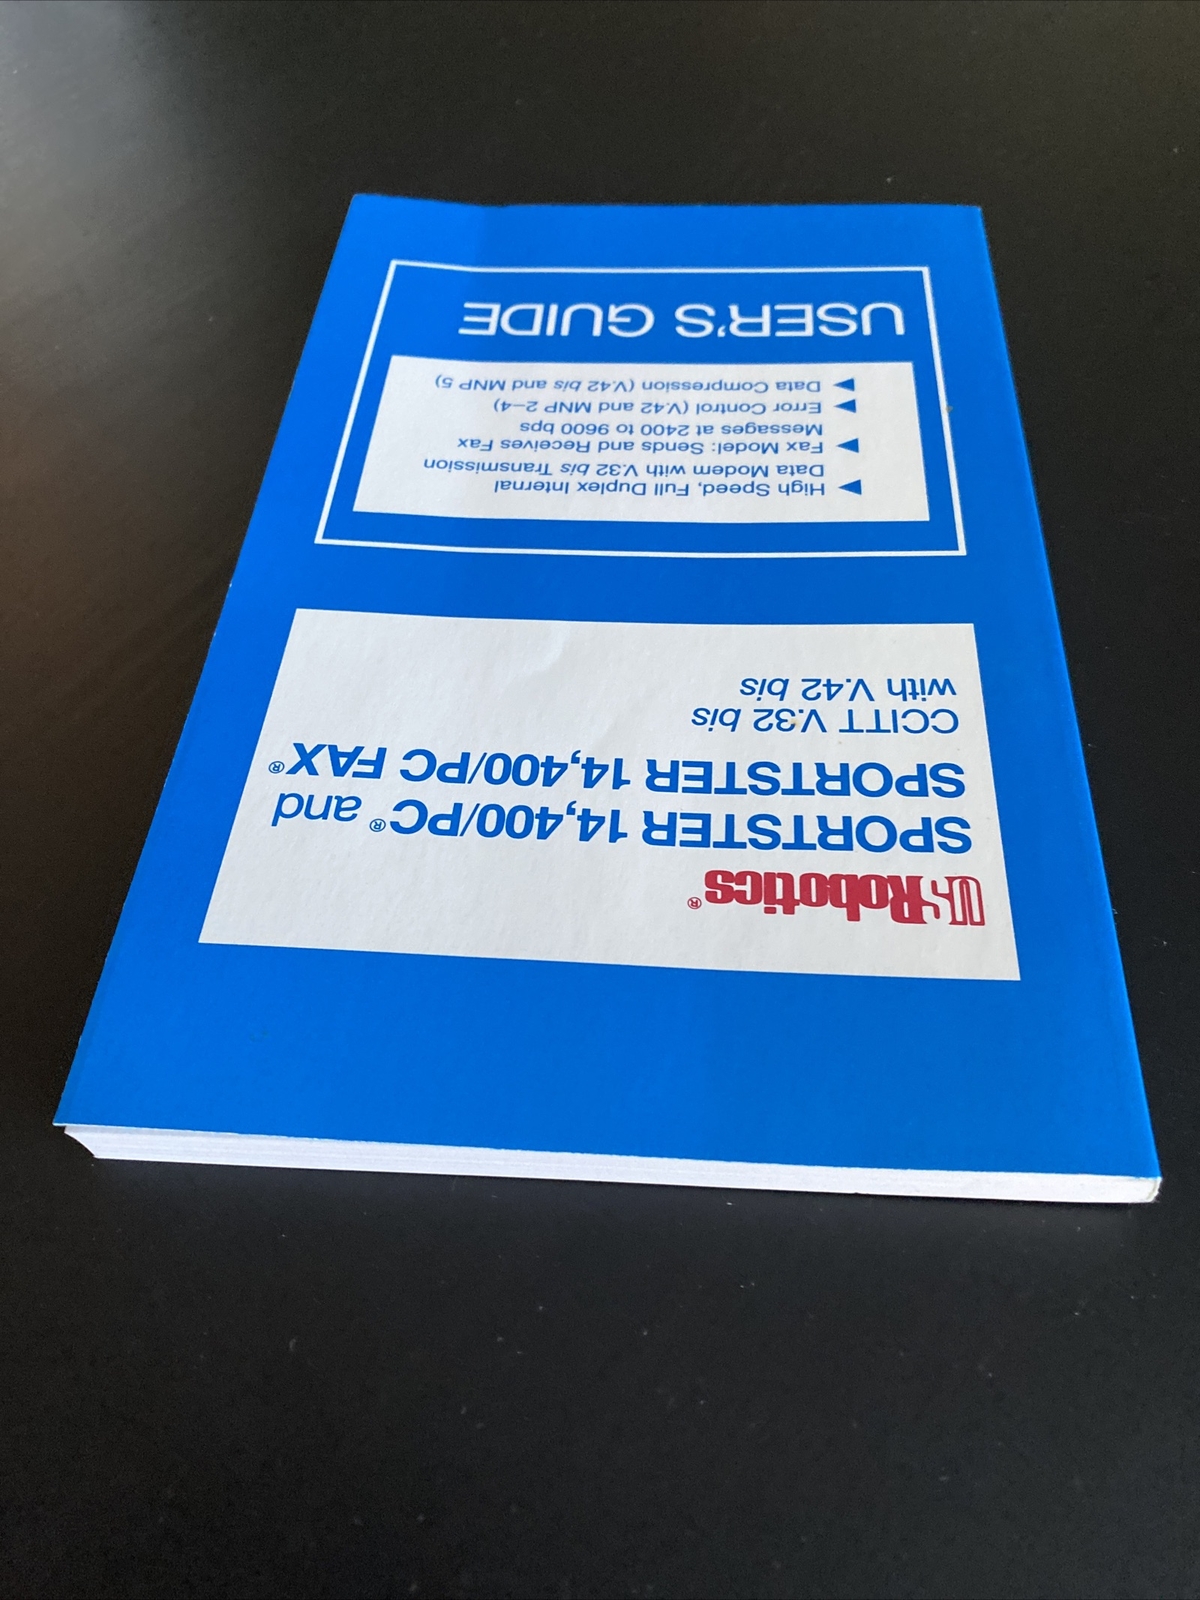 USRobotics®
SPORTSTER 14,400/PC® and
SPORTSTER 14,400/PC FAX®
CCITT V.32 bis
with V.42 bis
▶ High Speed, Full Duplex Internal
Data Modem with V.32 bis Transmission
▶ Fax Model: Sends and Receives Fax
Messages at 2400 to 9600 bps
▶ Error Control (V.42 and MNP 2–4)
▶ Data Compression (V.42 bis and MNP 5)
USER'S GUIDE